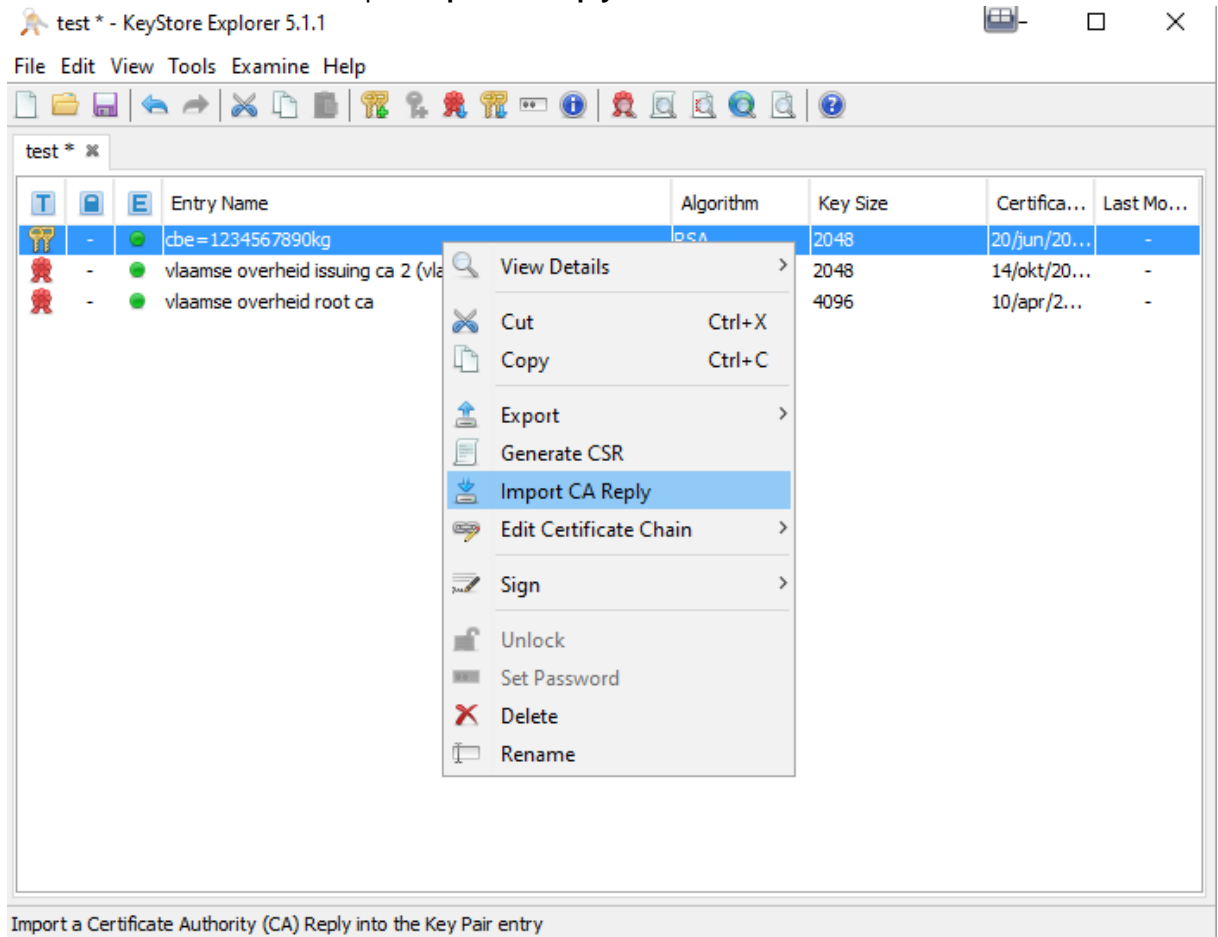 test * - KeyStore Explorer 5.1.1
File Edit View Tools Examine Help
test *
T E Entry Name Algorithm Key Size Certifica... Last Mo...
- cbe=1234567890kg RSA 2048 20/jun/20... -
- vlaamse overheid issuing ca 2 (vla 2048 14/okt/20... -
- vlaamse overheid root ca 4096 10/apr/2... -
View Details >
Cut Ctrl+X
Copy Ctrl+C
Export >
Generate CSR
Import CA Reply
Edit Certificate Chain >
Sign >
Unlock
Set Password
Delete
Rename
Import a Certificate Authority (CA) Reply into the Key Pair entry